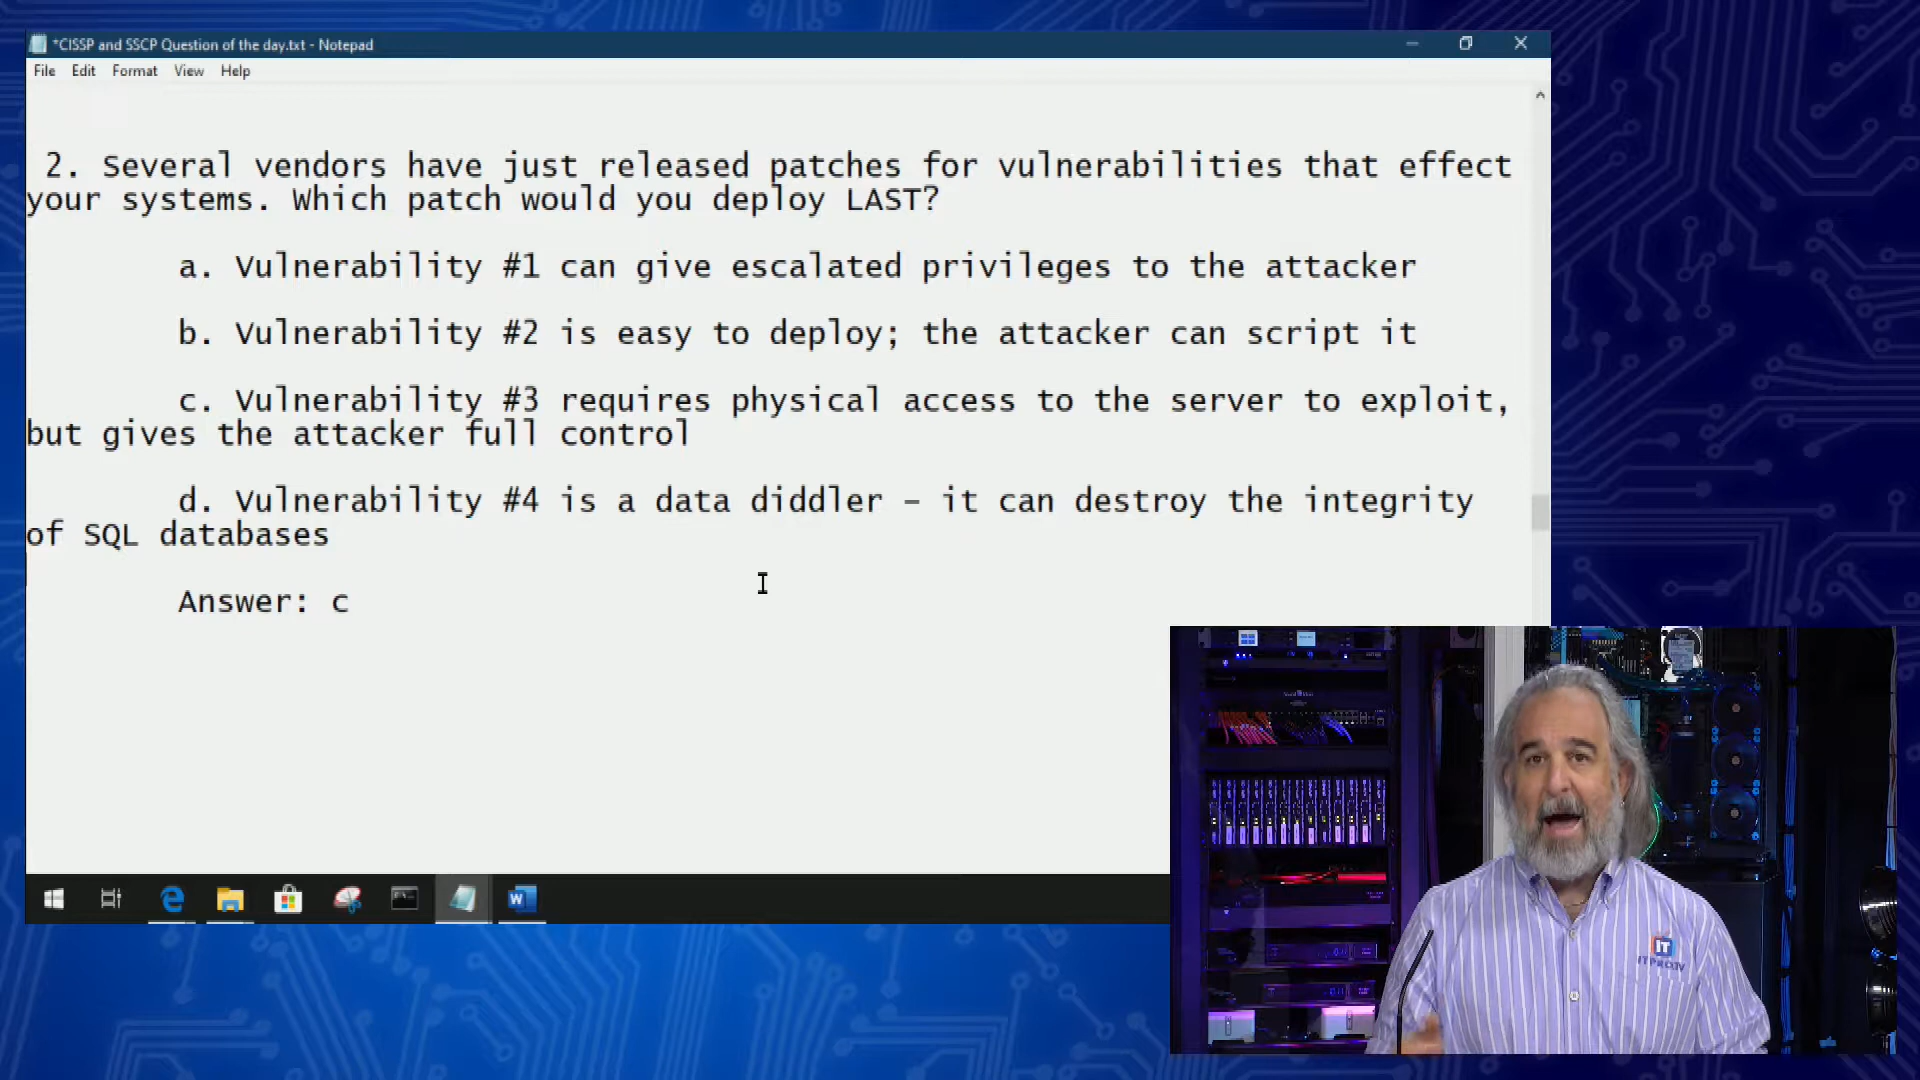 *CISSP and SSCP Question of the day.txt - Notepad
File Edit Format View Help
2. Several vendors have just released patches for vulnerabilities that effect
your systems. Which patch would you deploy LAST?
a. Vulnerability #1 can give escalated privileges to the attacker
b. Vulnerability #2 is easy to deploy; the attacker can script it
c. Vulnerability #3 requires physical access to the server to exploit,
but gives the attacker full control
d. Vulnerability #4 is a data diddler – it can destroy the integrity
of SQL databases
Answer: c
W
IT
ITPRO.TV